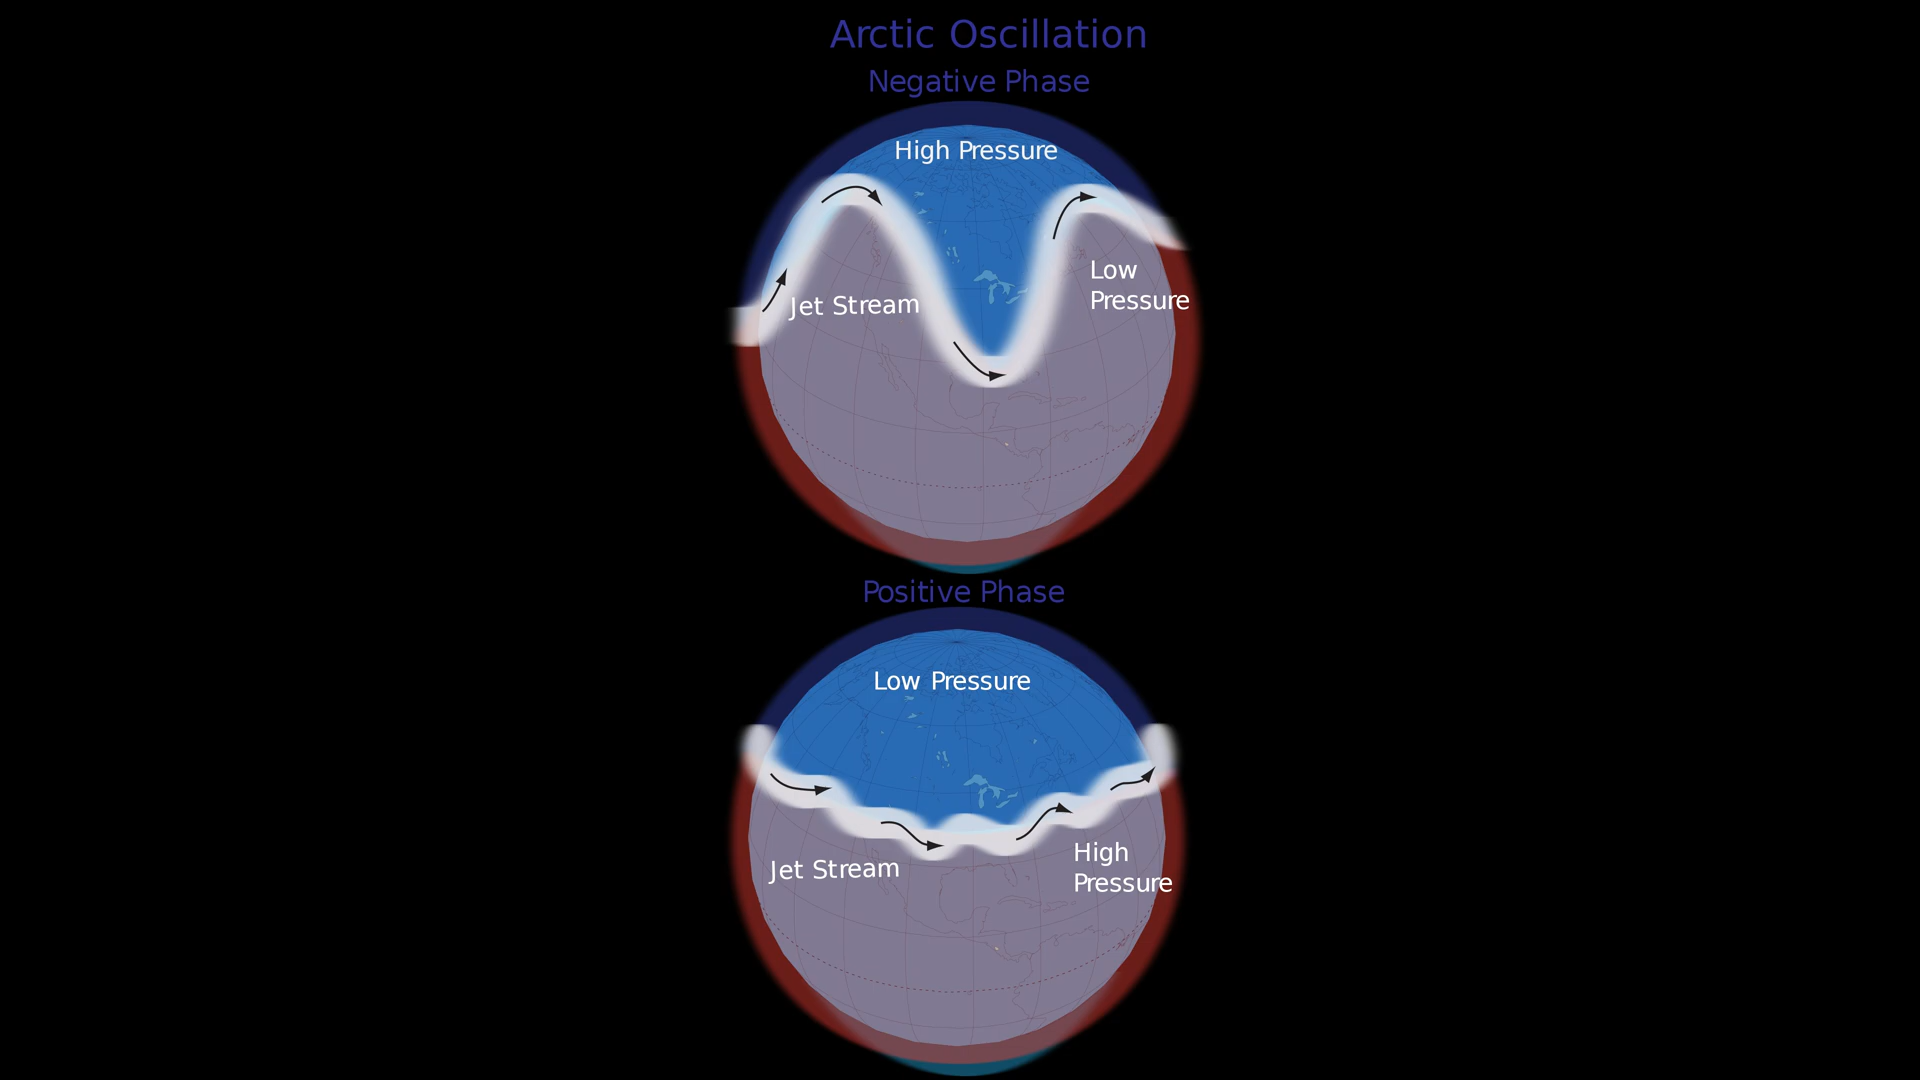 Arctic Oscillation
Negative Phase
High Pressure
Low
Pressure
Jet Stream
Positive Phase
Low Pressure
Jet Stream
High
Pressure